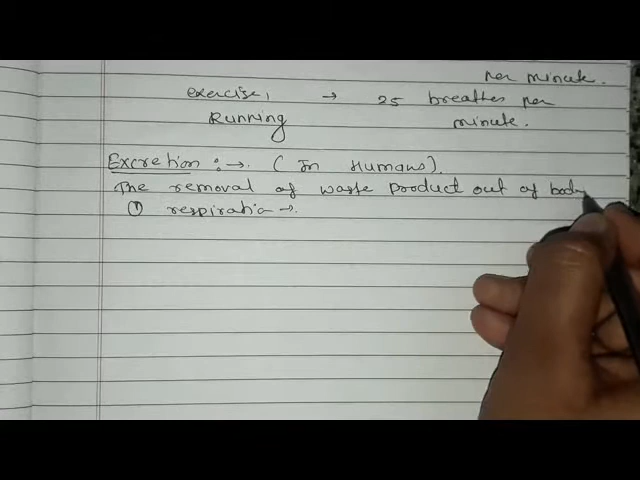 per minute.
exercise, → 25 breathes per
Running minute.
Excretion :→. (In Humans).
The removal of waste product out of body
① respiration →.